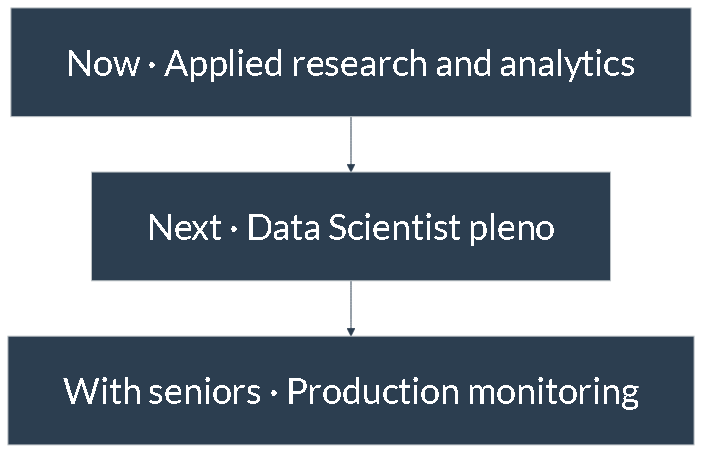 Now · Applied research and analytics
Next · Data Scientist pleno
With seniors · Production monitoring